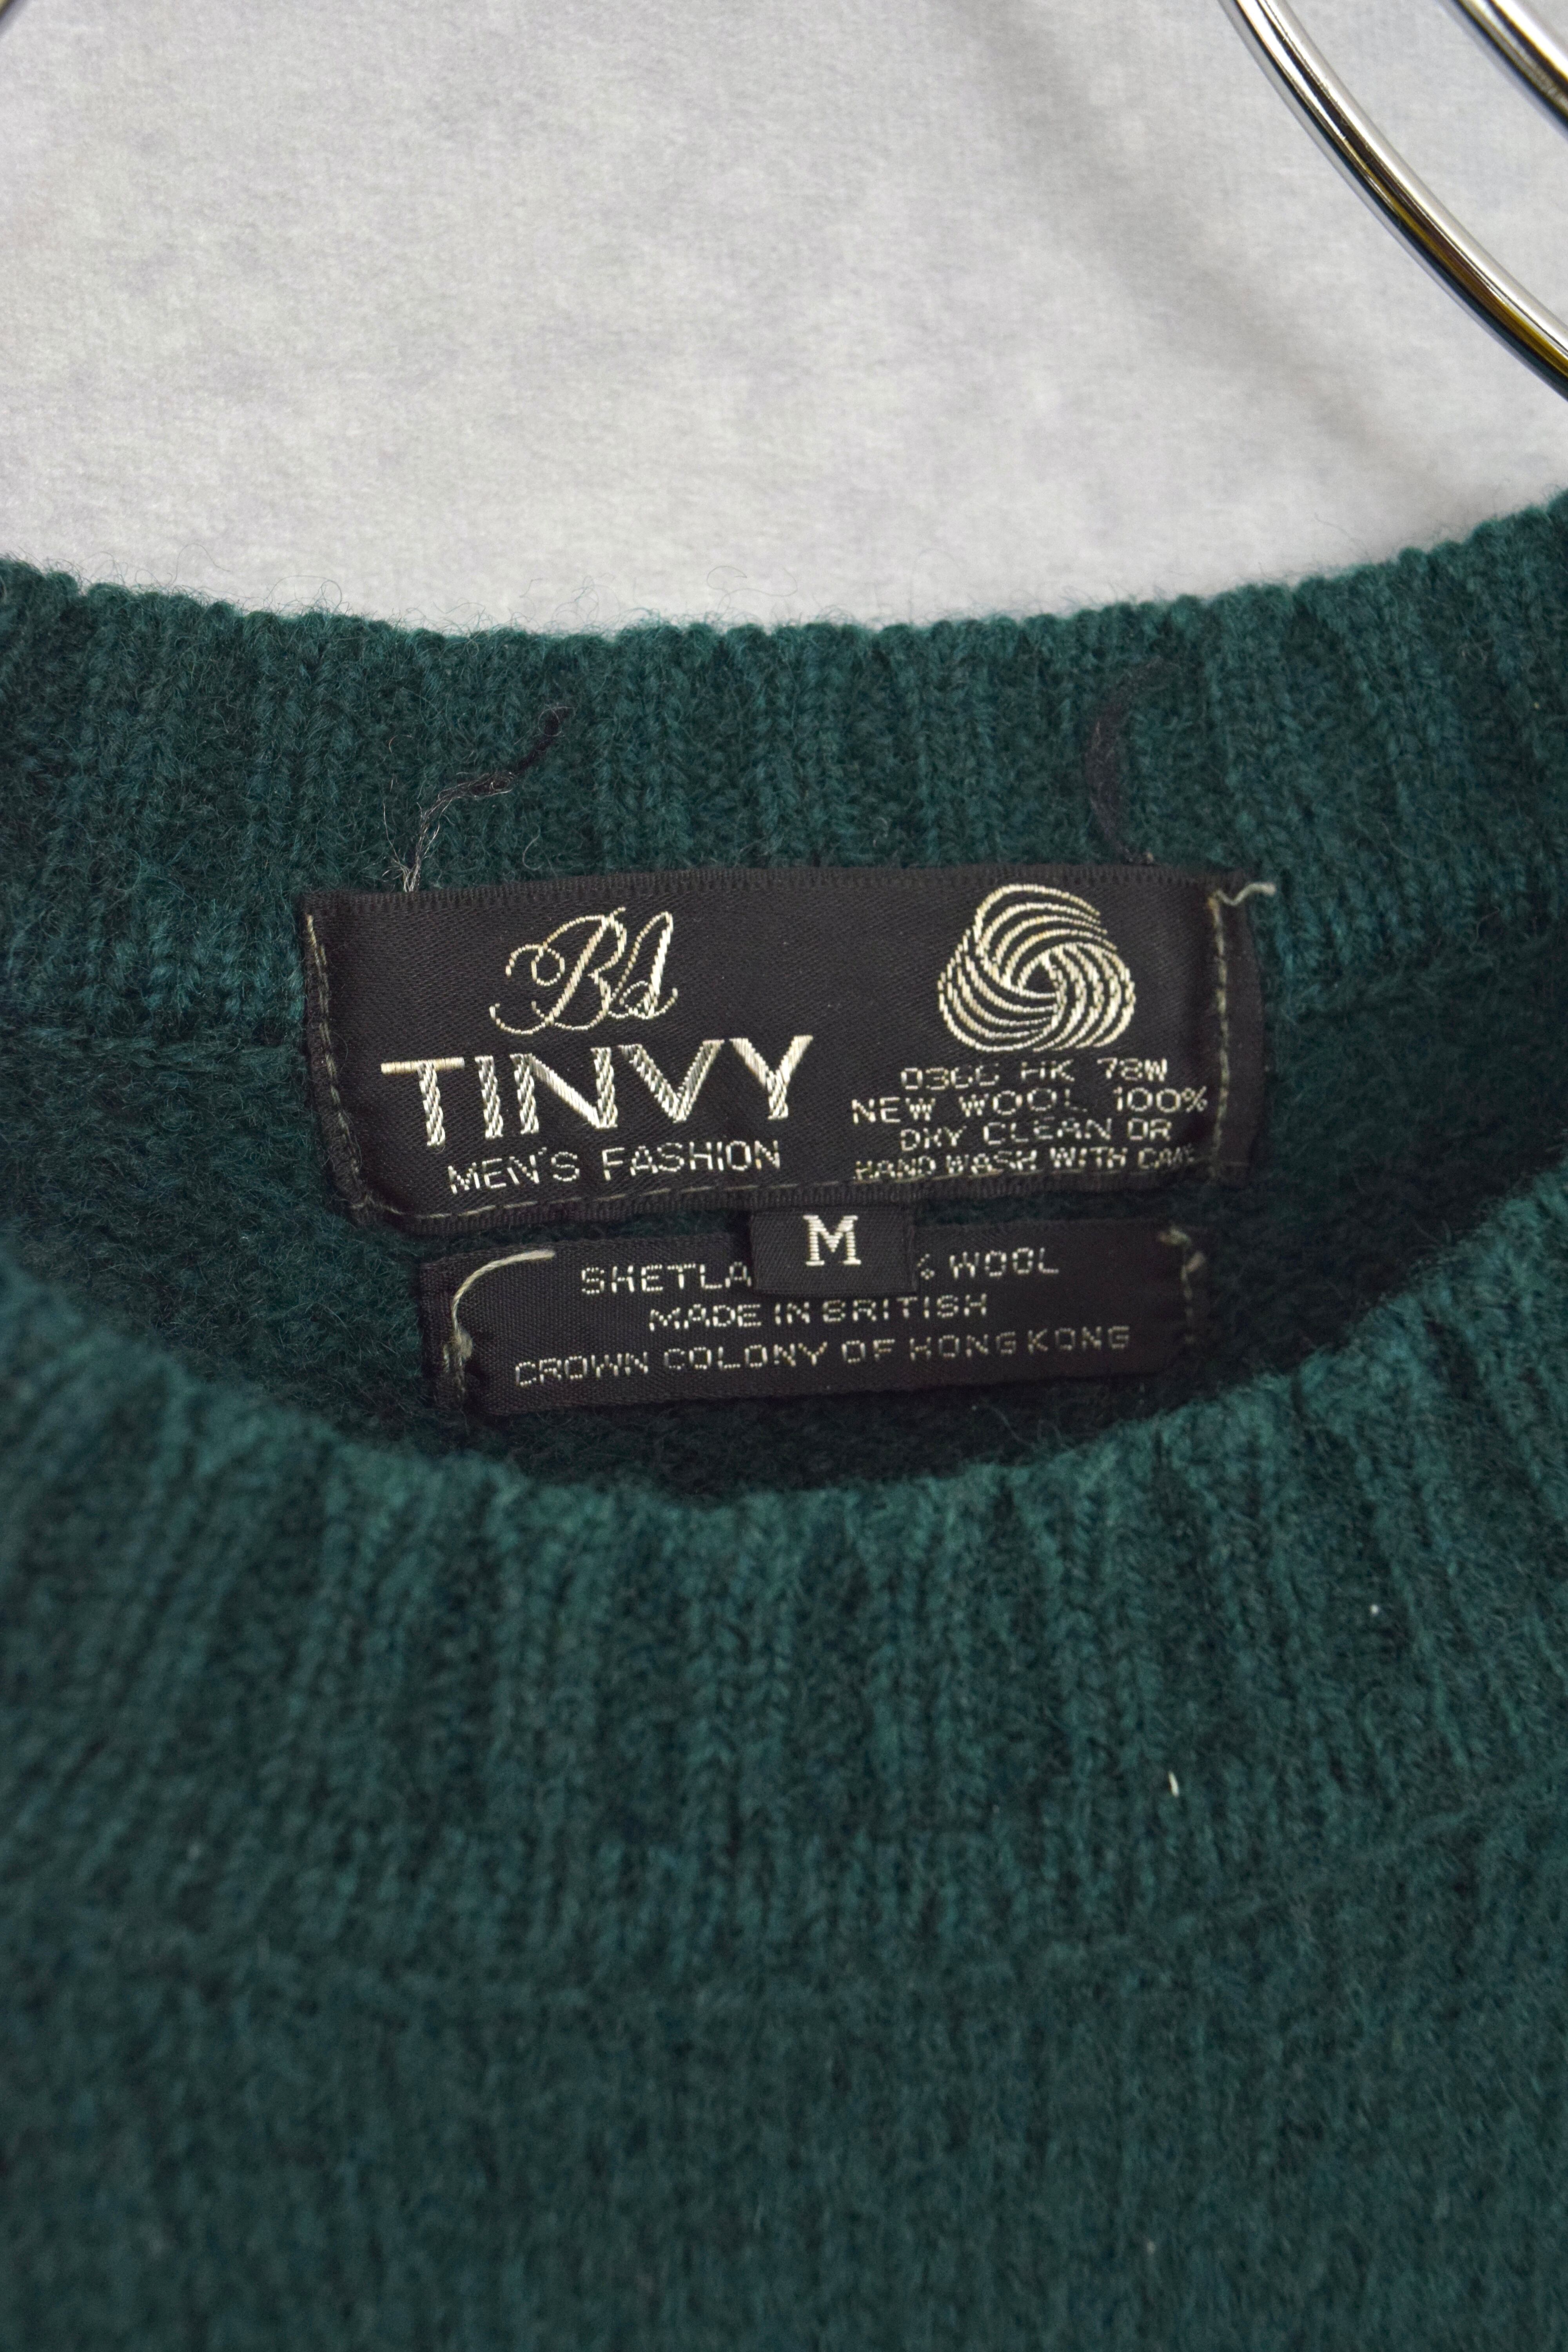 BA
TINVY
MEN'S FASHION
0366 HK 78W
NEW WOOL 100%
DRY CLEAN OR
HAND WASH WITH CARE
M
SHETLA % WOOL
MADE IN BRITISH
CROWN COLONY OF HONG KONG